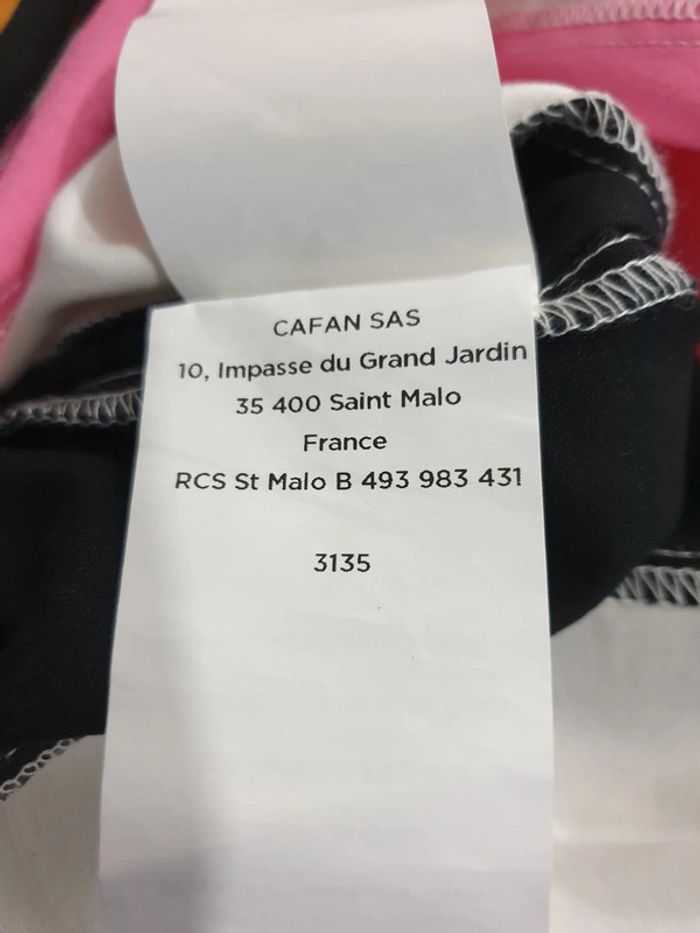 CAFAN SAS
10, Impasse du Grand Jardin
35 400 Saint Malo
France
RCS St Malo B 493 983 431
3135